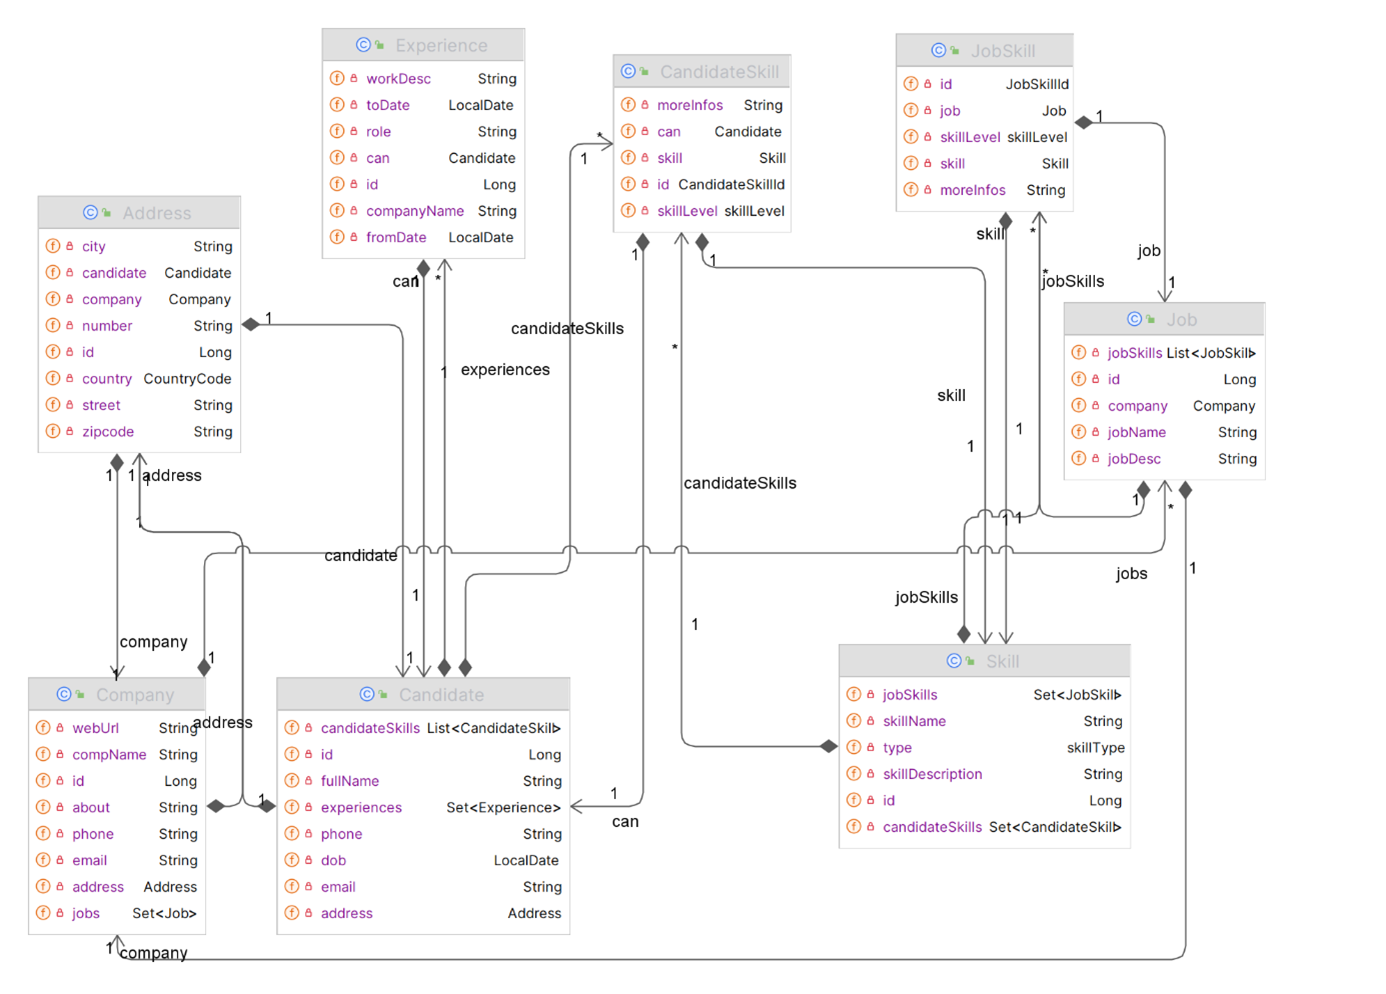 Experience
workDesc String
toDate LocalDate
role String
can Candidate
id Long
companyName String
fromDate LocalDate
CandidateSkill
moreInfos String
can Candidate
skill Skill
id CandidateSkillId
skillLevel skillLevel
JobSkill
id JobSkillId
job Job
skillLevel skillLevel
skill Skill
moreInfos String
Address
city String
candidate Candidate
company Company
number String
id Long
country CountryCode
street String
zipcode String
Job
jobSkills List<JobSkill>
id Long
company Company
jobName String
jobDesc String
Company
webUrl String
compName String
id Long
about String
phone String
email String
address Address
jobs Set<Job>
Candidate
candidateSkills List<CandidateSkill>
id Long
fullName String
experiences Set<Experience>
phone String
dob LocalDate
email String
address Address
Skill
jobSkills Set<JobSkill>
skillName String
type skillType
skillDescription String
id Long
candidateSkills Set<CandidateSkill>
1
*
1
1
skill
*
job
1
can
1
*
1
1
*
jobSkills
1
candidateSkills
*
1
experiences
skill
1
1
1
1
address
1
candidateSkills
1
1
1
1
*
1
candidate
1
jobs
1
jobSkills
1
company
1
1
1
address
1
1
can
1
company